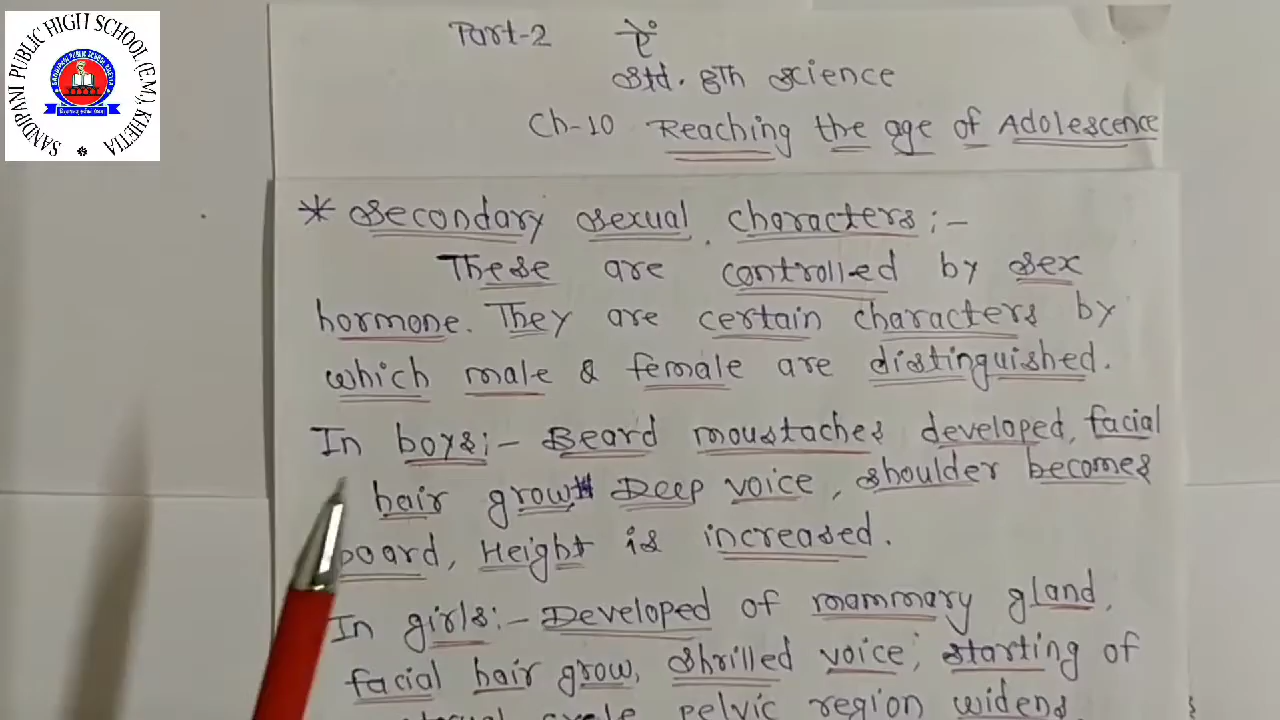 SANDIPANI PUBLIC HIGH SCHOOL (E.M.), KHETIA
Part-2 ऐं
Std. 8th Science
Ch-10 Reaching the age of Adolescence
* Secondary sexual characters:-
These are controlled by sex
hormone. They are certain characters by
which male & female are distinguished.
In boys:- Beard moustaches developed, facial
hair grow Deep voice, shoulder becomes
board, Height is increased.
In girls:- Developed of mammary gland,
facial hair grow, shrilled voice, starting of
cycle pelvic region widens